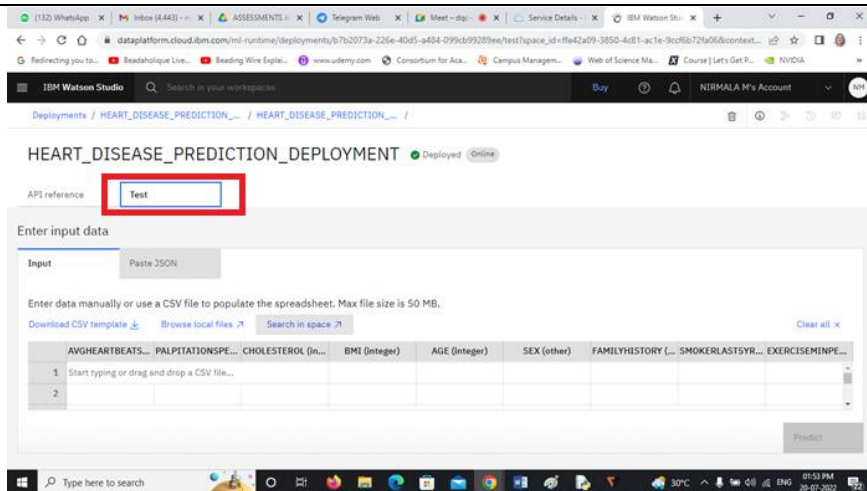 (132) WhatsApp
Inbox (4,443) -
ASSESSMENTS
Telegram Web
Meet – dqz-
Service Details -
IBM Watson Stu
dataplatform.cloud.ibm.com/ml-runtime/deployments/b7b2073a-226e-40d5-a484-099cb99289ee/test?space_id=ffe42a09-3850-4c81-ac1e-9ccf6b72fa06&context...
Redirecting you to...
Beadaholique Live...
Beading Wire Explai...
www.udemy.com
Consortium for Aca...
Campus Managem...
Web of Science Ma...
Course | Let's Get P...
NVIDIA
IBM Watson Studio
Search in your workspaces
Buy
NIRMALA M's Account
NM
Deployments / HEART_DISEASE_PREDICTION_... / HEART_DISEASE_PREDICTION_... /
HEART_DISEASE_PREDICTION_DEPLOYMENT
Deployed
Online
API reference
Test
Enter input data
Input
Paste JSON
Enter data manually or use a CSV file to populate the spreadsheet. Max file size is 50 MB.
Download CSV template
Browse local files
Search in space
Clear all ×
AVGHEARTBEATS... PALPITATIONSPE... CHOLESTEROL (in... BMI (integer) AGE (integer) SEX (other) FAMILYHISTORY (... SMOKERLAST5YR... EXERCISEMINPE...
1 Start typing or drag and drop a CSV file...
2
Predict
Type here to search
30°C
ENG
01:53 PM
20-07-2022